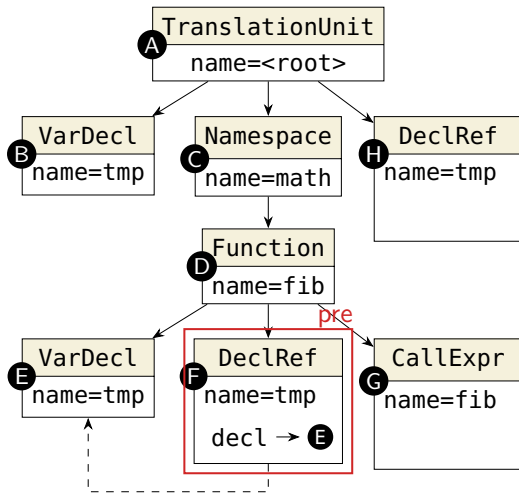 TranslationUnit
A
name=<root>
VarDecl
B
name=tmp
Namespace
C
name=math
DeclRef
H
name=tmp
Function
D
name=fib
pre
VarDecl
E
name=tmp
DeclRef
F
name=tmp
decl → E
CallExpr
G
name=fib